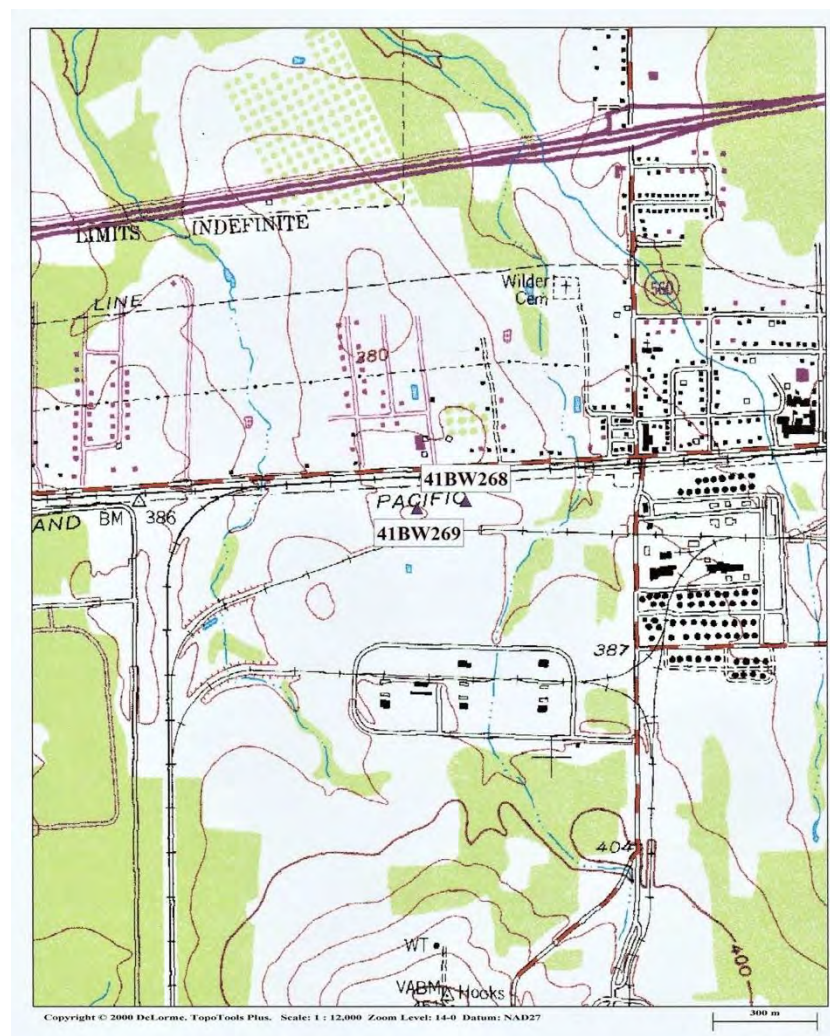 LIMITS INDEFINITE
Wilder
Cem
560
LINE
380
41BW268
PACIFIC
AND
BM 386
41BW269
387
404
WT
400
VABM
Hooks
Copyright © 2000 DeLorme. TopoTools Plus. Scale: 1 : 12,000 Zoom Level: 14-0 Datum: NAD27
300 m